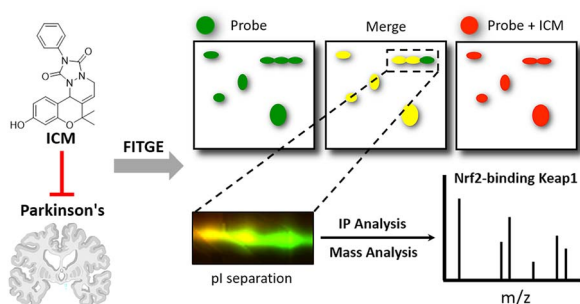 Probe
Merge
Probe + ICM
N
N
N
O
O
HO
O
ICM
FITGE
Parkinson's
Nrf2-binding Keap1
IP Analysis
Mass Analysis
pI separation
m/z